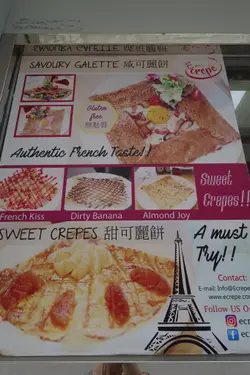 SAVOURY GALETTE 咸可麗餅
crepe
Gluten
free
無麩質
Authentic French Taste!!
Sweet
Crepes!!
French Kiss
Dirty Banana
Almond Joy
SWEET CREPES 甜可麗餅
A must
Try!!
Contact:
E-mail: Info@Ecrepe
www.ecrepe.com
Follow US O
ec
ec